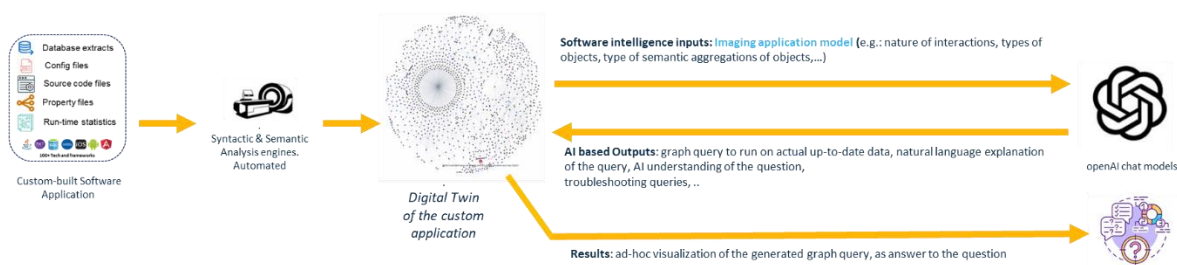 Database extracts
Config files
Source code files
Property files
Run-time statistics
100+ Tech and frameworks
Custom-built Software
Application
Syntactic & Semantic
Analysis engines.
Automated
Digital Twin
of the custom
application
Software intelligence inputs: Imaging application model (e.g.: nature of interactions, types of
objects, type of semantic aggregations of objects,...)
AI based Outputs: graph query to run on actual up-to-date data, natural language explanation
of the query, AI understanding of the question,
troubleshooting queries, ..
openAI chat models
Results: ad-hoc visualization of the generated graph query, as answer to the question